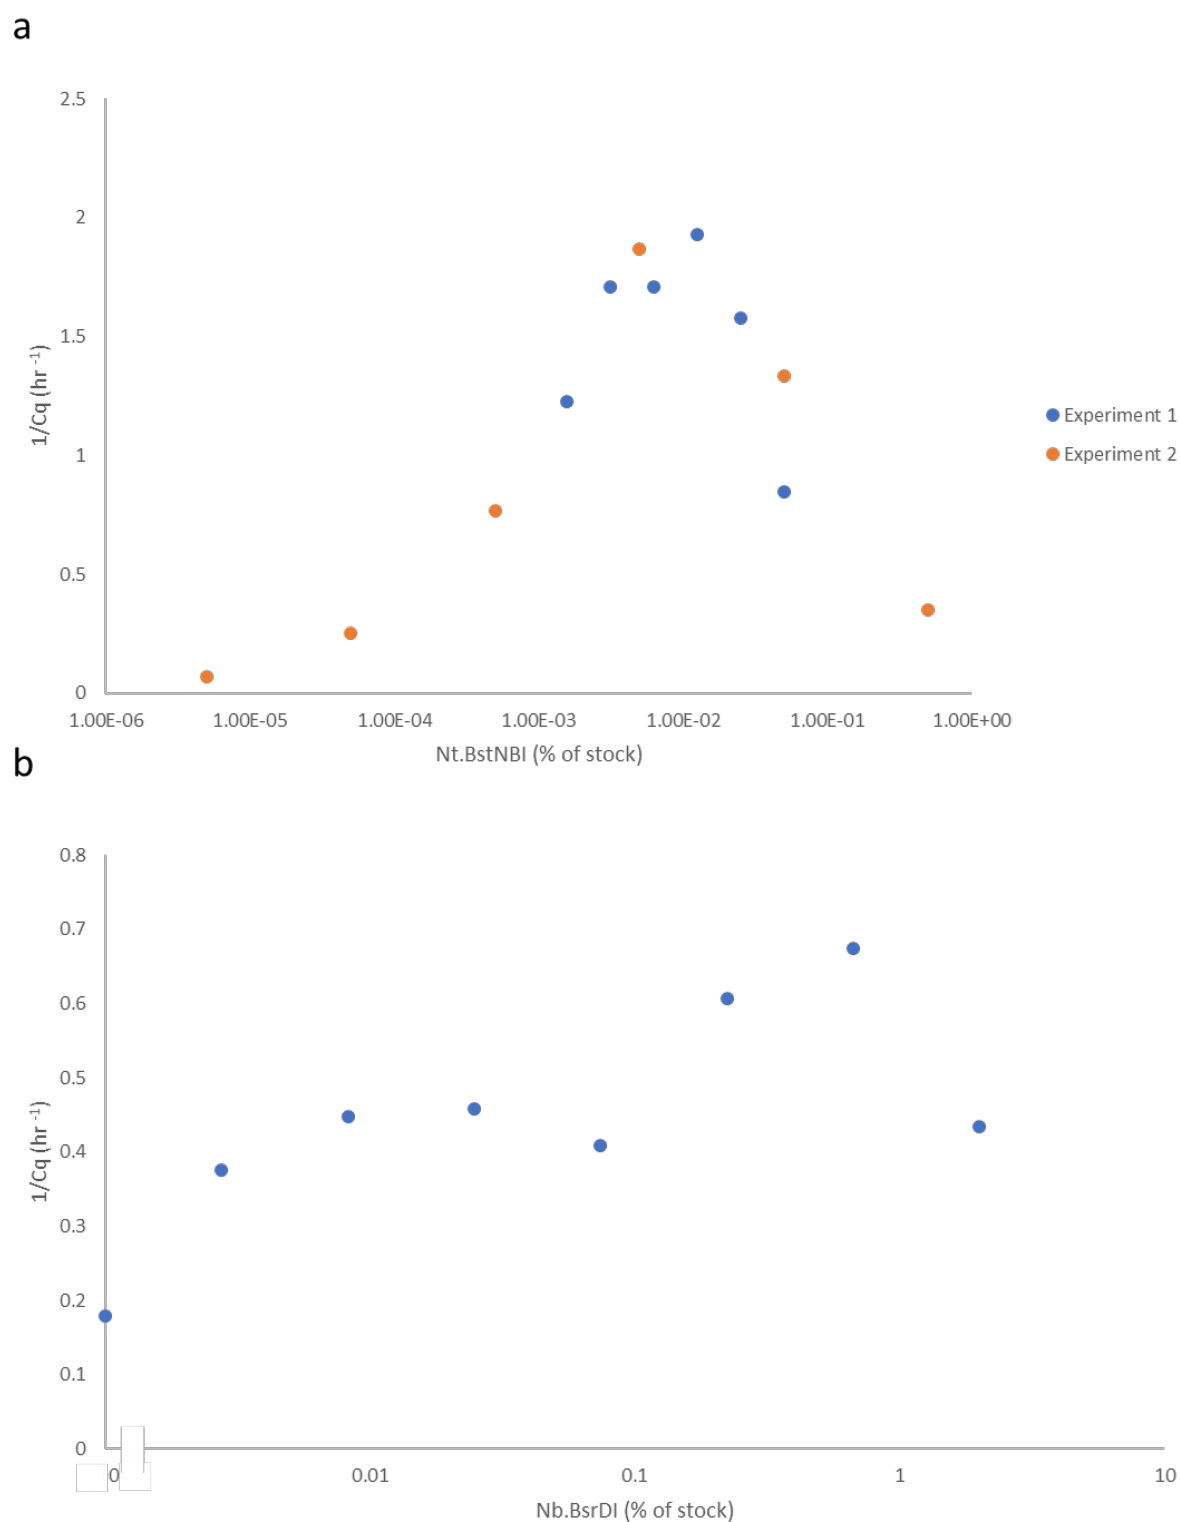 a
2.5
2
1.5
1
0.5
0
1/Cq (hr -1)
1.00E-06 1.00E-05 1.00E-04 1.00E-03 1.00E-02 1.00E-01 1.00E+00
Nt.BstNBI (% of stock)
Experiment 1
Experiment 2
b
0.8
0.7
0.6
0.5
0.4
0.3
0.2
0.1
0
1/Cq (hr -1)
0 0.01 0.1 1 10
Nb.BsrDI (% of stock)